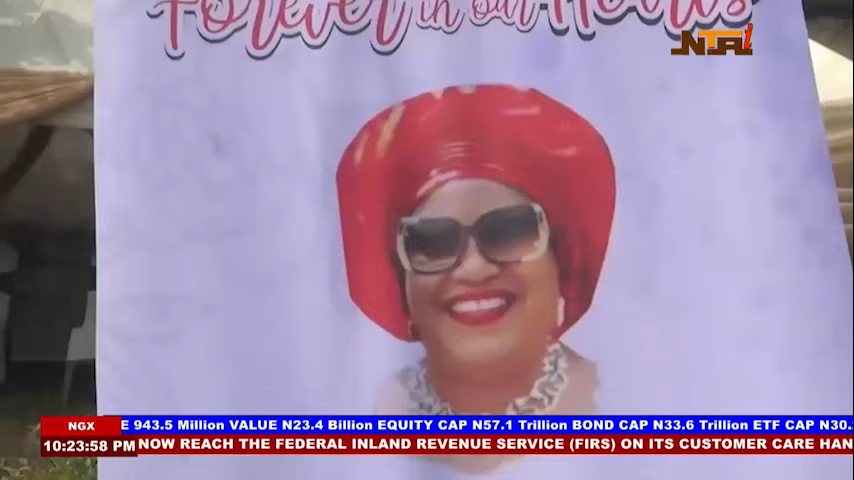 Forever in our Hearts
NTAi
NGX
E 943.5 Million VALUE N23.4 Billion EQUITY CAP N57.1 Trillion BOND CAP N33.6 Trillion ETF CAP N30.
10:23:58 PM
NOW REACH THE FEDERAL INLAND REVENUE SERVICE (FIRS) ON ITS CUSTOMER CARE HAN